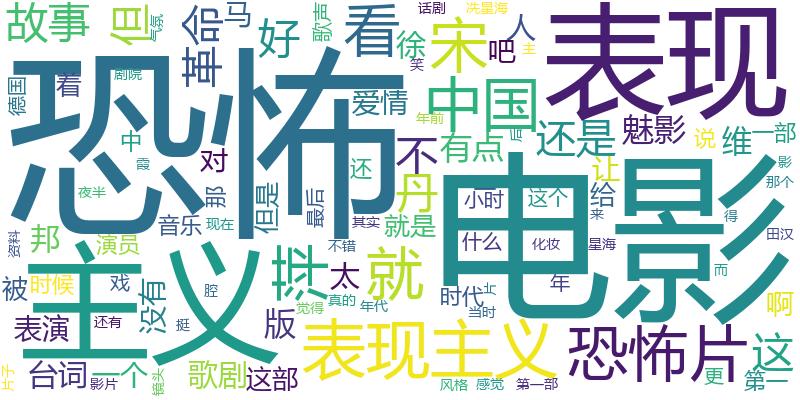 故事
但
气氛
革命
马
好
歌声
看
话剧
冼星海
徐
笑
宋
吧
人
主
表现
恐怖
德国
着
剧院
爱情
中国
年前
后
还是
魅影
说
维
一部
影
中
霞
对
还
不
有点
让
那个
夜半
那
但是
最后
丹
小时
这个
给
来
得
资料
邦
演员
音乐
现在
其实
就是
电影
什么
化妆
星海
而
田汉
不错
主义
被
时候
戏
没有
腔
拼
太
就
时代
片
年
啊
表演
还有
挺
版
觉得
真的
年代
当时
表现主义
恐怖片
这
片子
台词
影片
一个
镜头
歌剧
这部
风格
感觉
第一部
更
第一